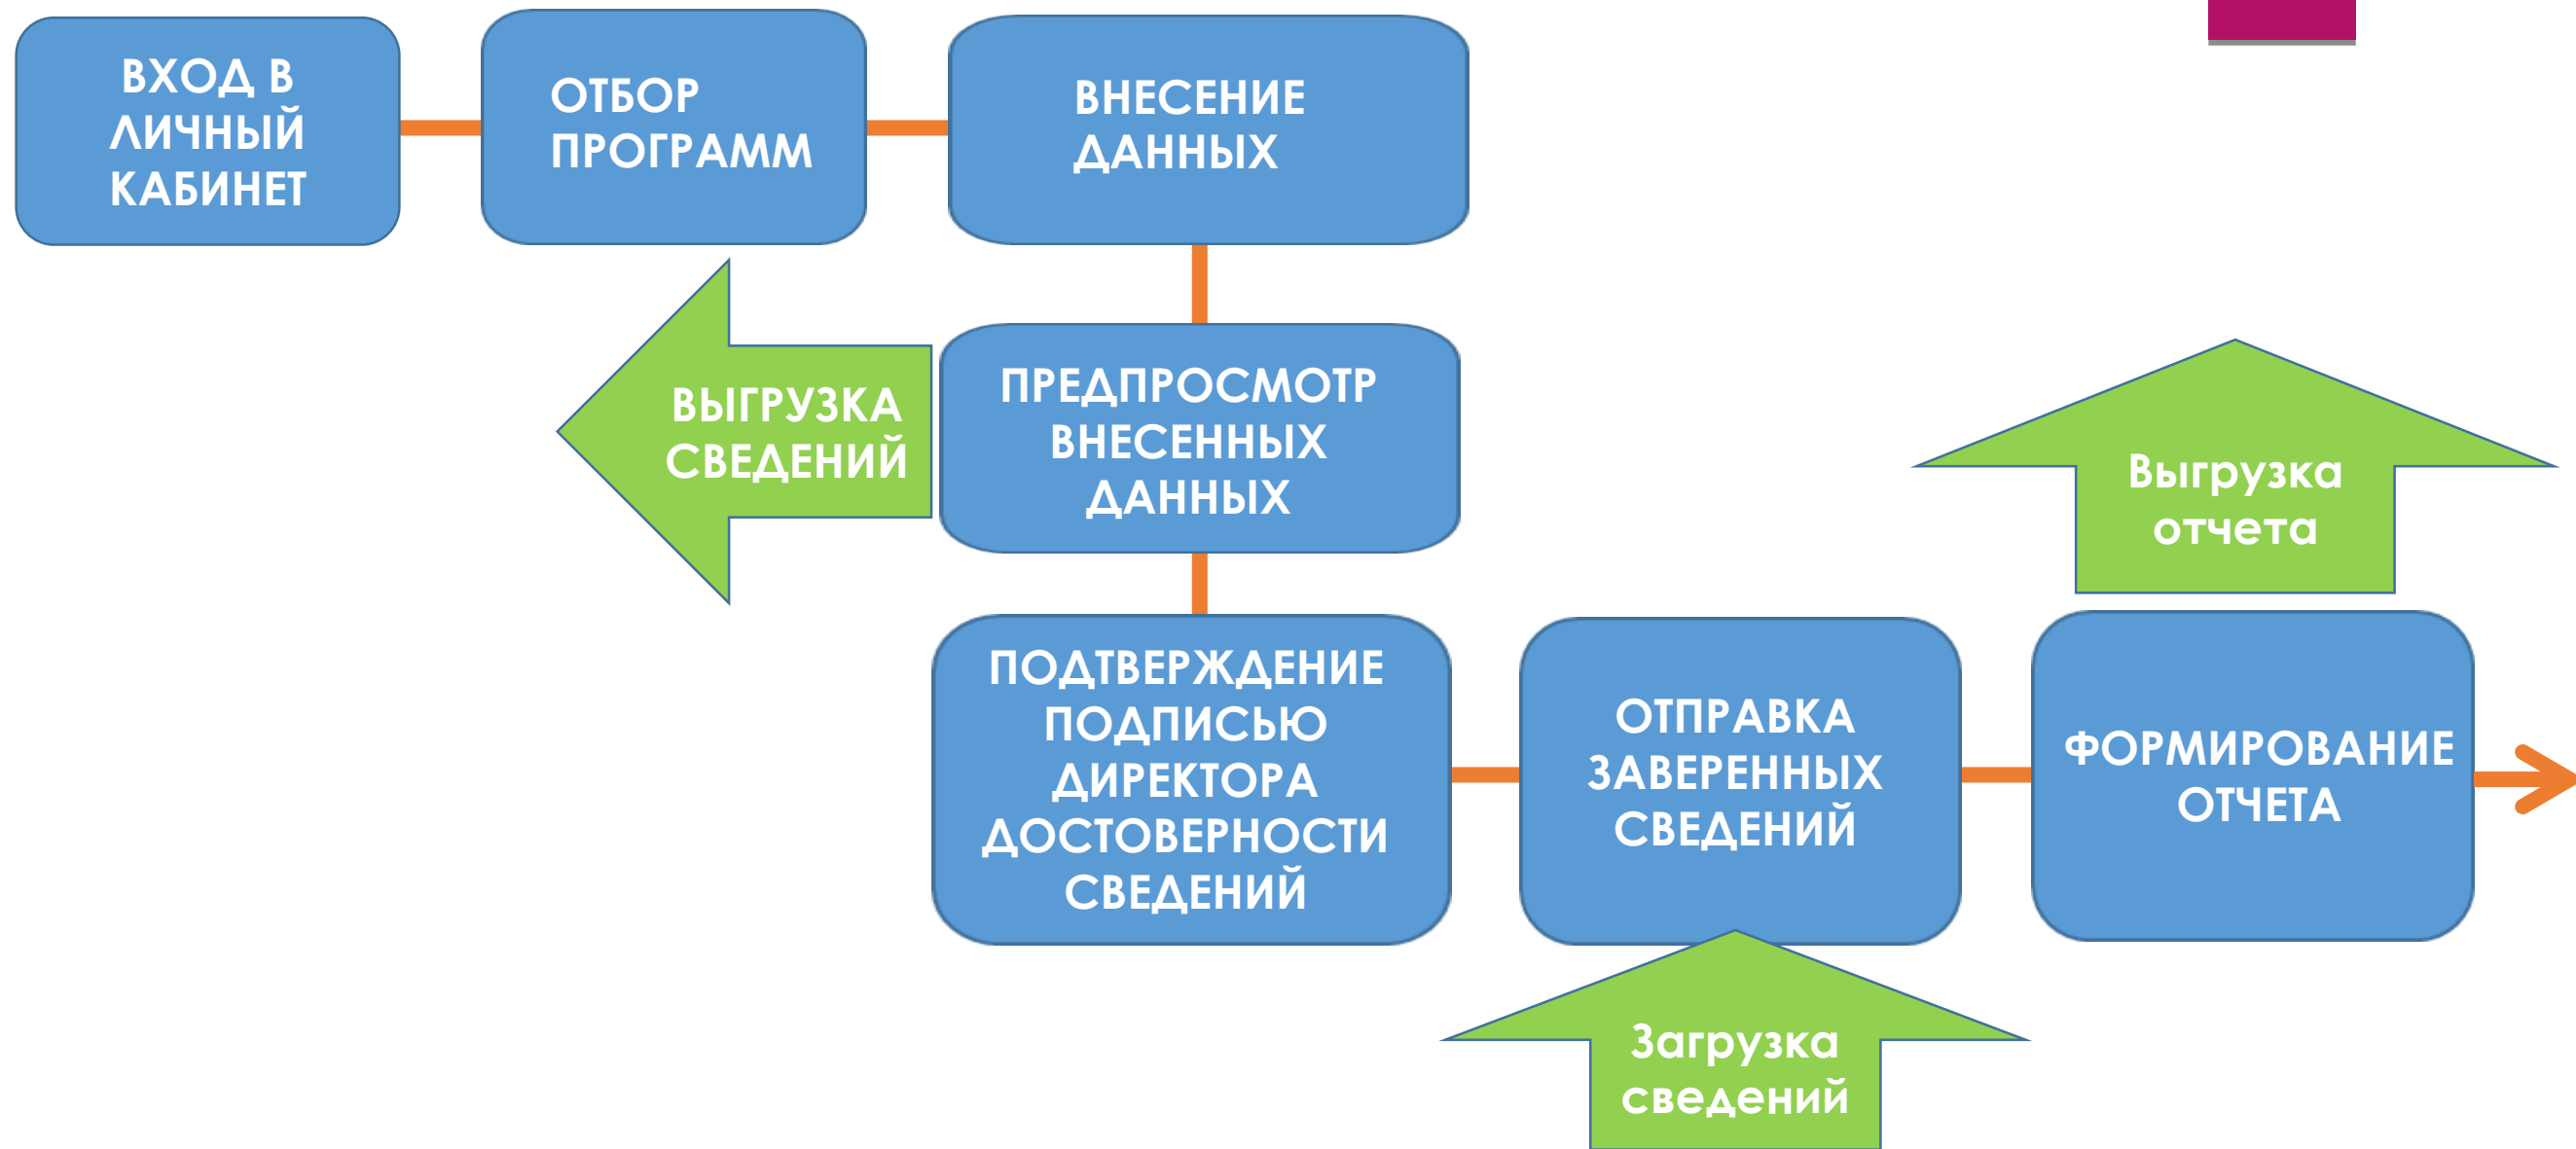 ВХОД В
ЛИЧНЫЙ
КАБИНЕТ
ОТБОР
ПРОГРАММ
ВНЕСЕНИЕ
ДАННЫХ
ВЫГРУЗКА
СВЕДЕНИЙ
ПРЕДПРОСМОТР
ВНЕСЕННЫХ
ДАННЫХ
Выгрузка
отчета
ПОДТВЕРЖДЕНИЕ
ПОДПИСЬЮ
ДИРЕКТОРА
ДОСТОВЕРНОСТИ
СВЕДЕНИЙ
ОТПРАВКА
ЗАВЕРЕННЫХ
СВЕДЕНИЙ
ФОРМИРОВАНИЕ
ОТЧЕТА
Загрузка
сведений